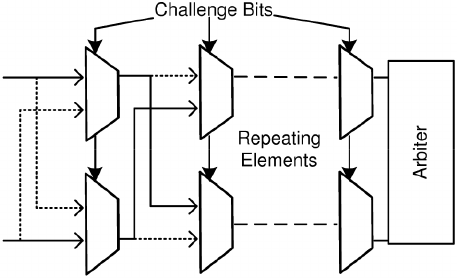 Challenge Bits
Repeating
Elements
Arbiter